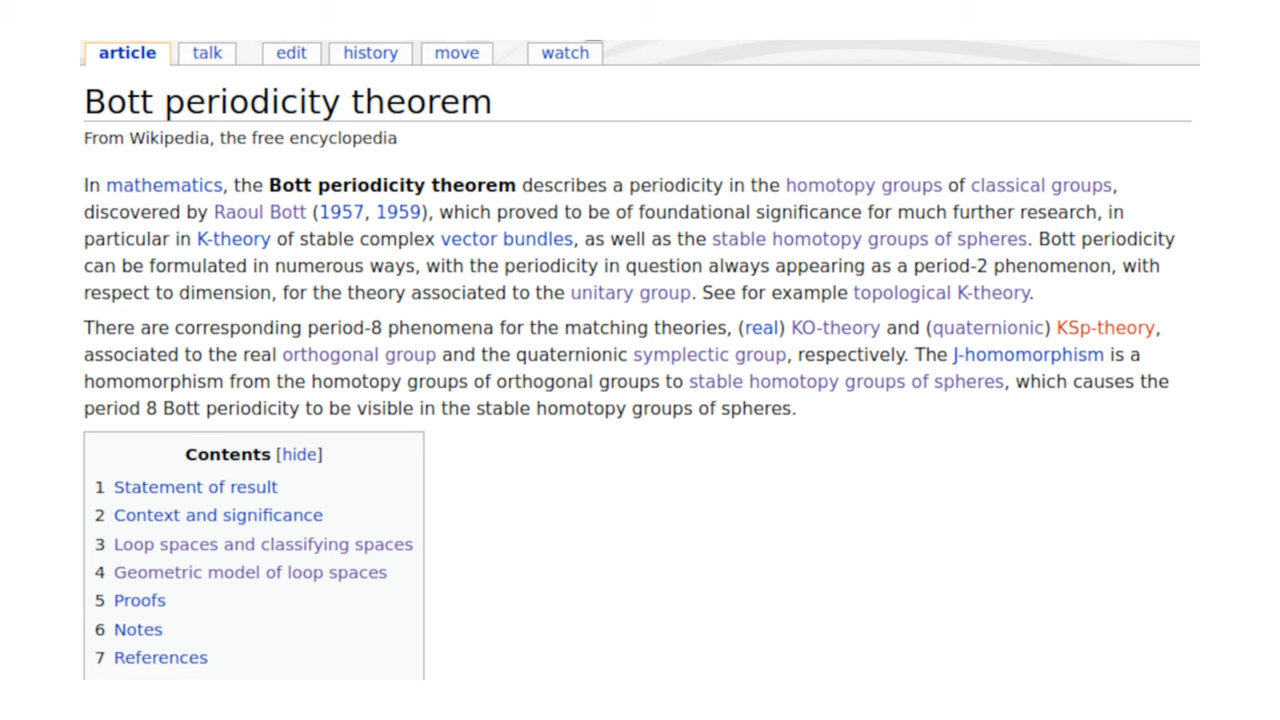 article talk edit history move watch
Bott periodicity theorem
From Wikipedia, the free encyclopedia
In mathematics, the Bott periodicity theorem describes a periodicity in the homotopy groups of classical groups,
discovered by Raoul Bott (1957, 1959), which proved to be of foundational significance for much further research, in
particular in K-theory of stable complex vector bundles, as well as the stable homotopy groups of spheres. Bott periodicity
can be formulated in numerous ways, with the periodicity in question always appearing as a period-2 phenomenon, with
respect to dimension, for the theory associated to the unitary group. See for example topological K-theory.
There are corresponding period-8 phenomena for the matching theories, (real) KO-theory and (quaternionic) KSp-theory,
associated to the real orthogonal group and the quaternionic symplectic group, respectively. The J-homomorphism is a
homomorphism from the homotopy groups of orthogonal groups to stable homotopy groups of spheres, which causes the
period 8 Bott periodicity to be visible in the stable homotopy groups of spheres.
Contents [hide]
1 Statement of result
2 Context and significance
3 Loop spaces and classifying spaces
4 Geometric model of loop spaces
5 Proofs
6 Notes
7 References